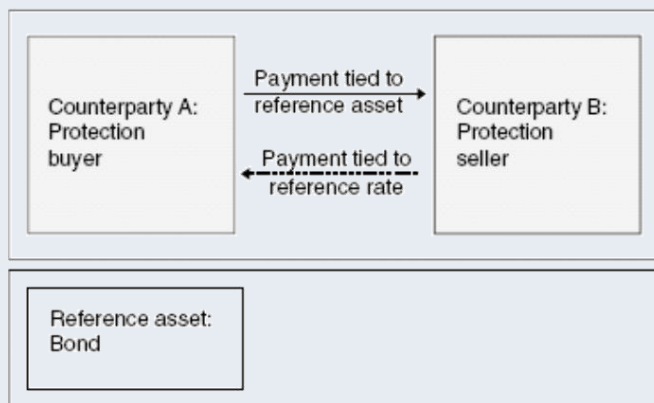 Counterparty A:
Protection
buyer
Payment tied to
reference asset
Payment tied to
reference rate
Counterparty B:
Protection
seller
Reference asset:
Bond